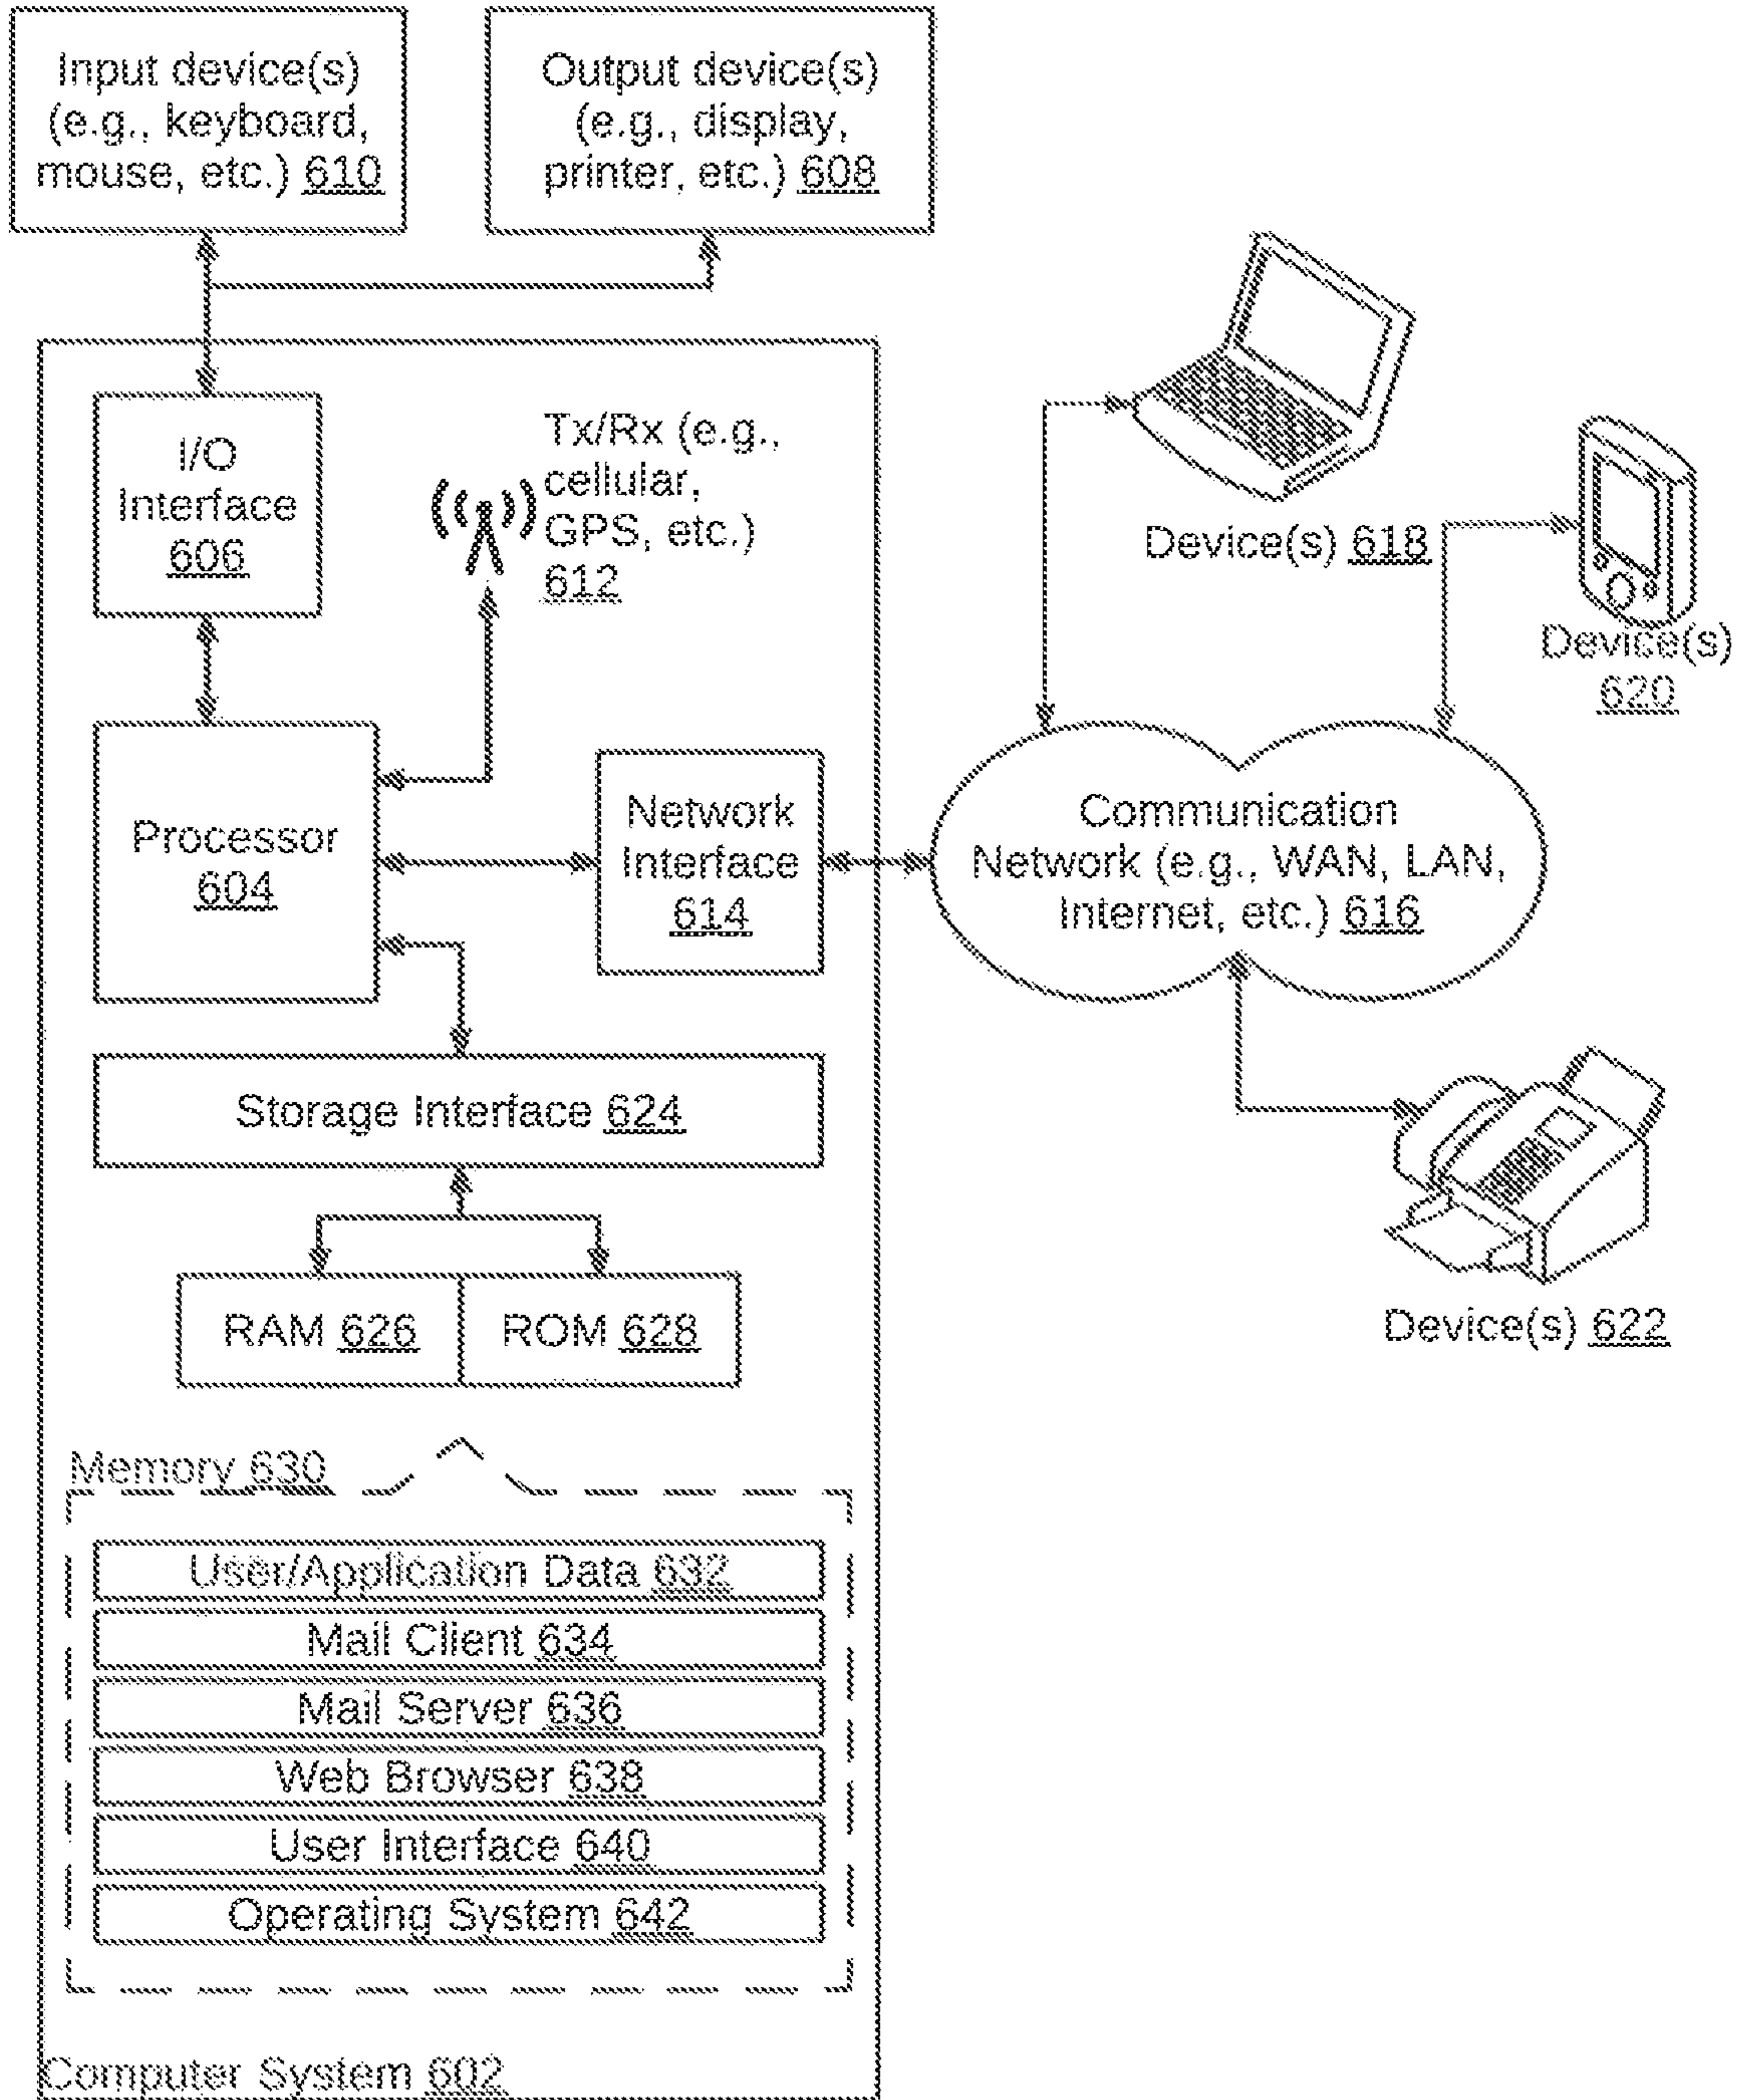 Input device(s)
(e.g., keyboard,
mouse, etc.) 610
Output device(s)
(e.g., display,
printer, etc.) 608
I/O
Interface
606
Tx/Rx (e.g.,
cellular,
GPS, etc.)
612
Device(s) 618
Device(s)
620
Processor
604
Network
Interface
614
Communication
Network (e.g., WAN, LAN,
Internet, etc.) 616
Storage Interface 624
RAM 626
ROM 628
Device(s) 622
Memory 630
User/Application Data 632
Mail Client 634
Mail Server 636
Web Browser 638
User Interface 640
Operating System 642
Computer System 602